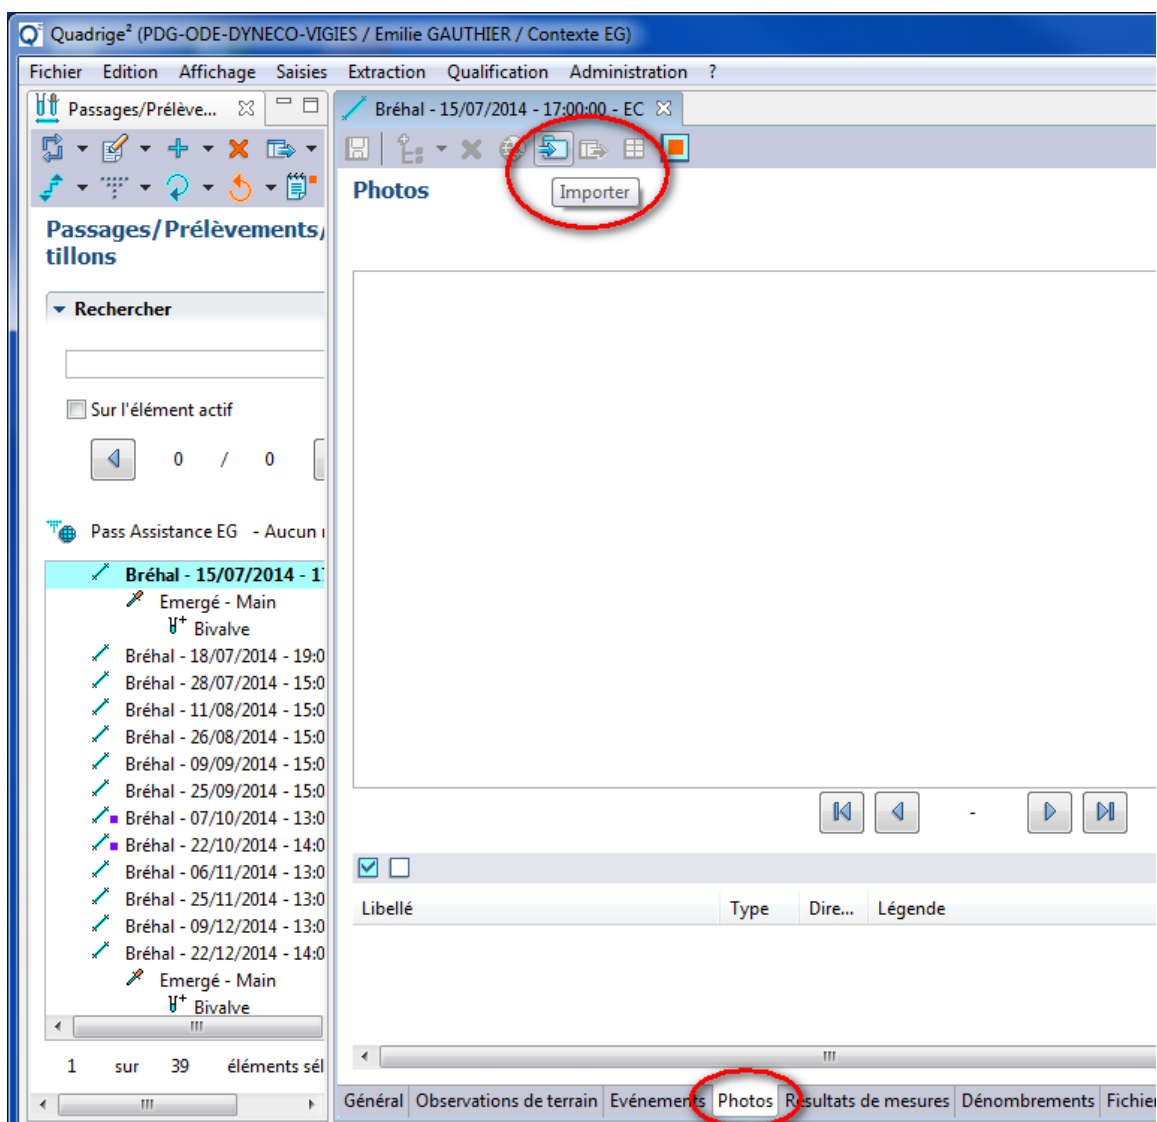 Quadrige² (PDG-ODE-DYNECO-VIGIES / Emilie GAUTHIER / Contexte EG)
Fichier Edition Affichage Saisies Extraction Qualification Administration ?
Passages/Prélève...
Bréhal - 15/07/2014 - 17:00:00 - EC
Importer
Photos
Passages/Prélèvements/
tillons
Rechercher
Sur l'élément actif
0 / 0
Pass Assistance EG - Aucun
Bréhal - 15/07/2014 - 1
Emergé - Main
Bivalve
Bréhal - 18/07/2014 - 19:0
Bréhal - 28/07/2014 - 15:0
Bréhal - 11/08/2014 - 15:0
Bréhal - 26/08/2014 - 15:0
Bréhal - 09/09/2014 - 15:0
Bréhal - 25/09/2014 - 15:0
Bréhal - 07/10/2014 - 13:0
Bréhal - 22/10/2014 - 14:0
Bréhal - 06/11/2014 - 13:0
Bréhal - 25/11/2014 - 13:0
Bréhal - 09/12/2014 - 13:0
Bréhal - 22/12/2014 - 14:0
Emergé - Main
Bivalve
1 sur 39 éléments sél
-
Libellé Type Dire... Légende
Général Observations de terrain Evénements Photos Résultats de mesures Dénombrements Fichier